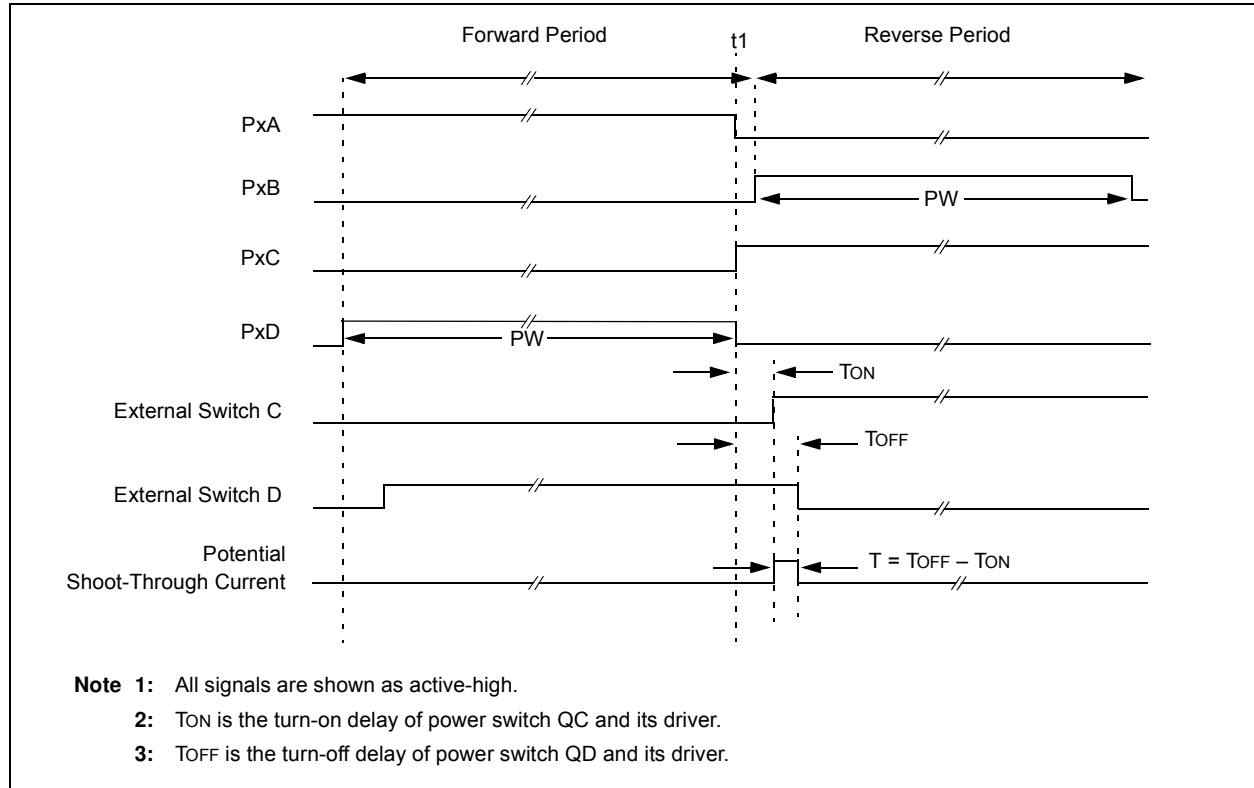 Forward Period
t1
Reverse Period
PxA
PxB
PW
PxC
PxD
PW
TON
External Switch C
TOFF
External Switch D
Potential
Shoot-Through Current
T = TOFF – TON
Note 1: All signals are shown as active-high.
2: TON is the turn-on delay of power switch QC and its driver.
3: TOFF is the turn-off delay of power switch QD and its driver.